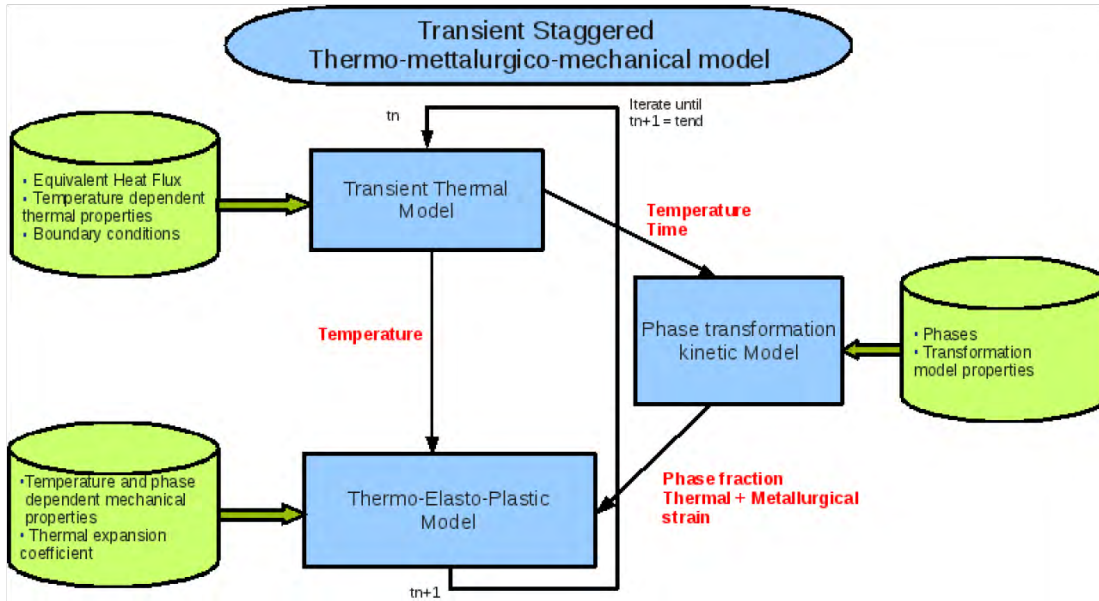 Transient Staggered
Thermo-mettalurgico-mechanical model
tn
Iterate until
tn+1 = tend
• Equivalent Heat Flux
• Temperature dependent
thermal properties
• Boundary conditions
Transient Thermal
Model
Temperature
Time
Temperature
Phase transformation
kinetic Model
• Phases
• Transformation
model properties
•Temperature and phase
dependent mechanical
properties
• Thermal expansion
coefficient
Thermo-Elasto-Plastic
Model
Phase fraction
Thermal + Metallurgical
strain
tn+1